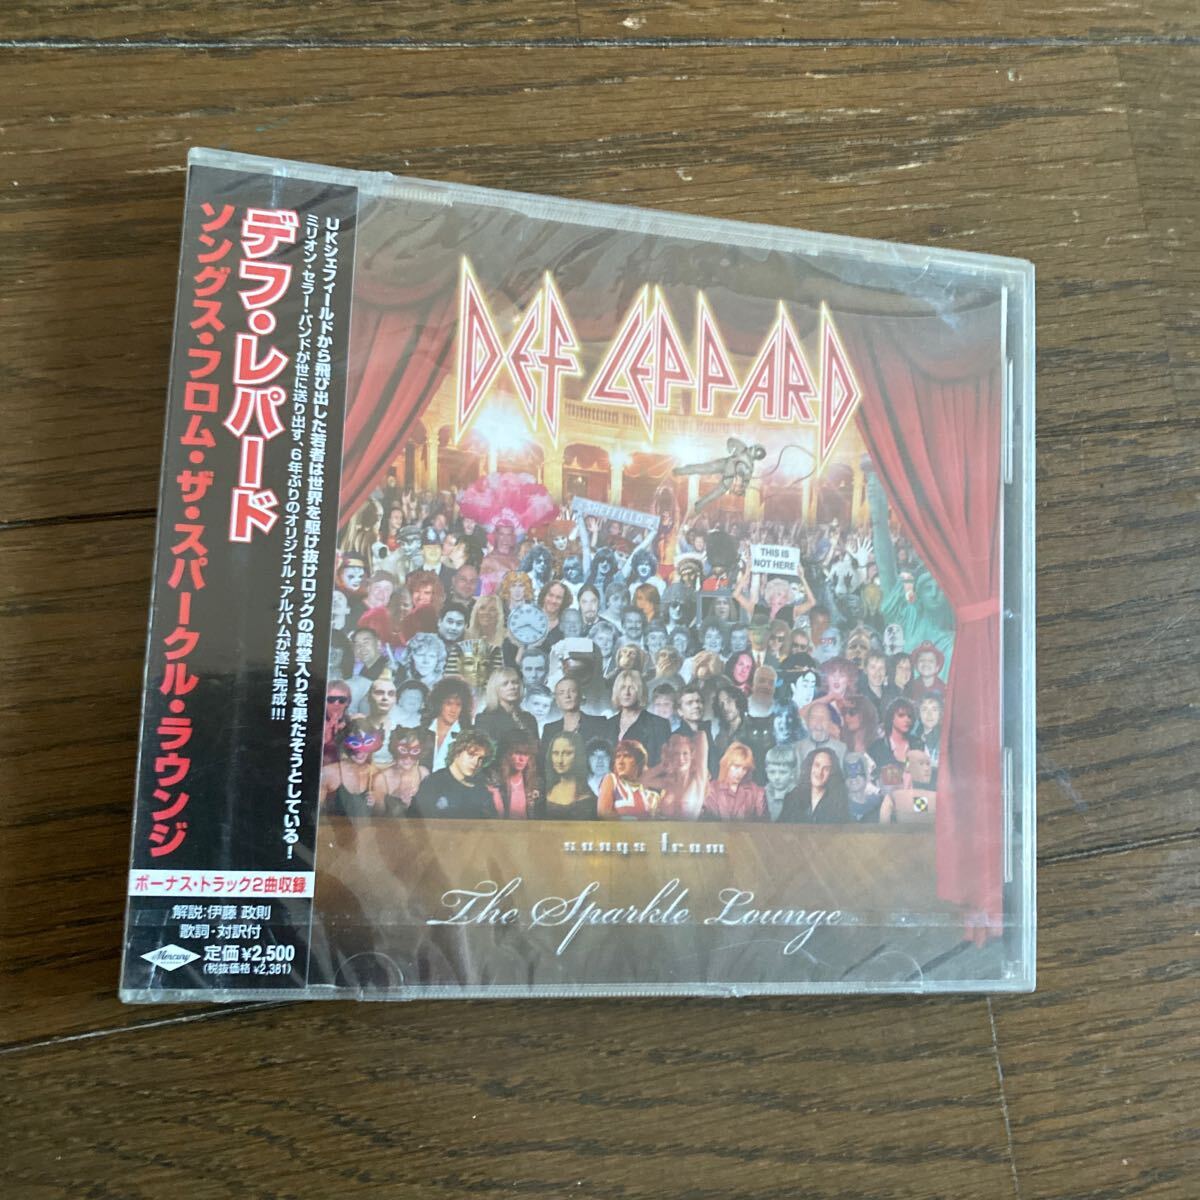 デフ・レパード
ソングス・フロム・ザ・スパークル・ラウンジ
UKシェフィールドから飛び出した若者は世界を駆け抜けロックの殿堂入りを果たそうとしている!
ミリオン・セラー・バンドが世に送り出す、6年ぶりのオリジナル・アルバムが遂に完成!!!
ボーナス・トラック2曲収録
解説:伊藤 政則
歌詞・対訳付
Mercury
定価¥2,500
(税抜価格 ¥2,381)
DEF LEPPARD
SHEFFIELD
THIS IS
NOT HERE
songs from
The Sparkle Lounge